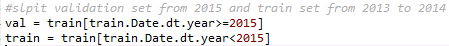 #slpit validation set from 2015 and train set from 2013 to 2014
val = train[train.Date.dt.year>=2015]
train = train[train.Date.dt.year<2015]